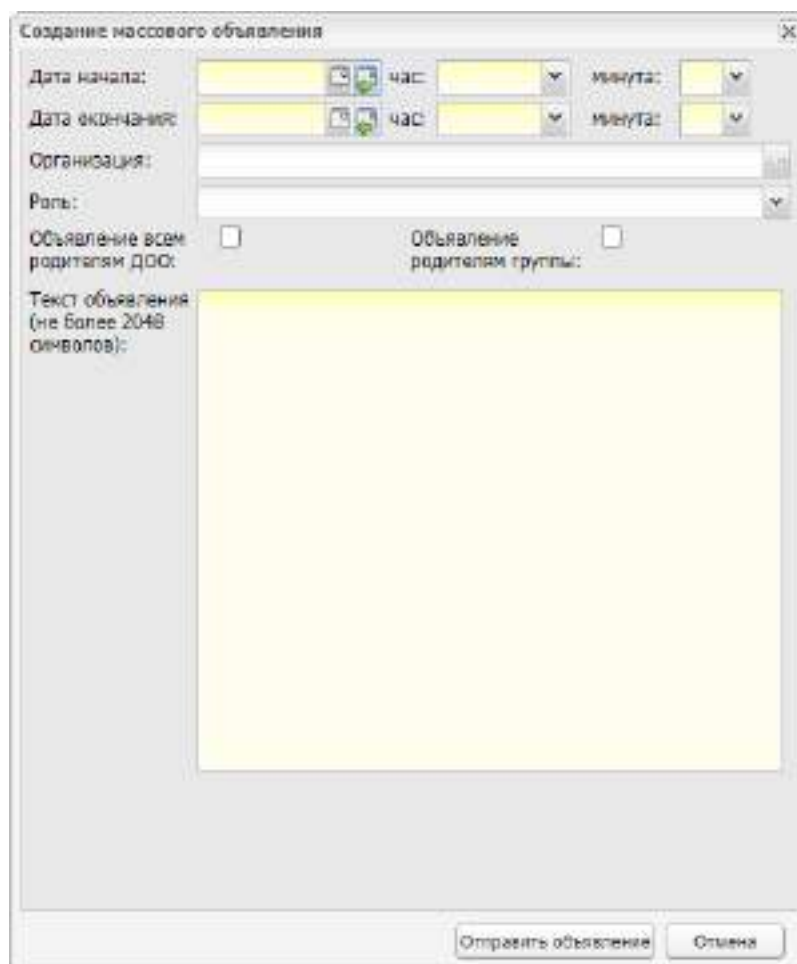 Создание массового объявления
Дата начала: час: минута:
Дата окончания: час: минута:
Организация:
Роль:
Объявление всем Объявление
родителям ДОО: родителям группы:
Текст объявления
(не более 2048
символов):
Отправить объявление Отмена